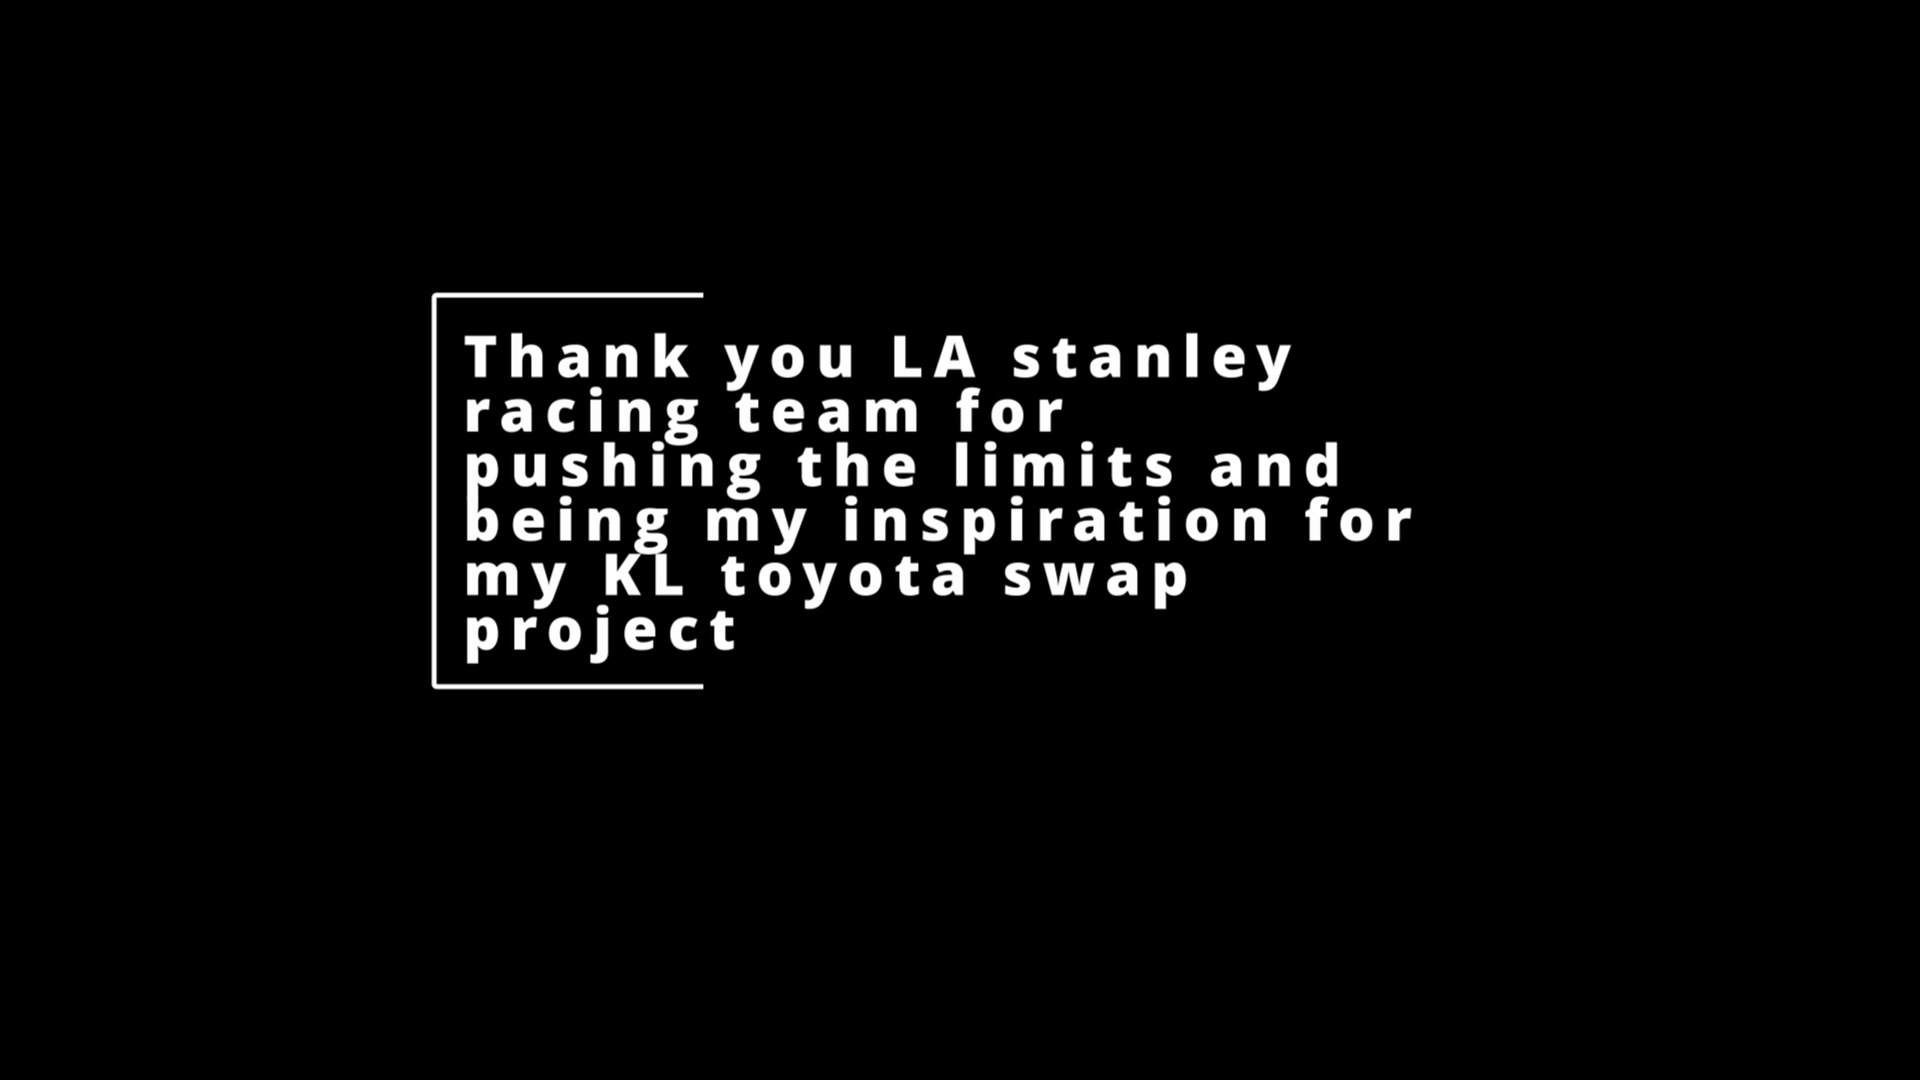 Thank you LA stanley
racing team for
pushing the limits and
being my inspiration for
my KL toyota swap
project